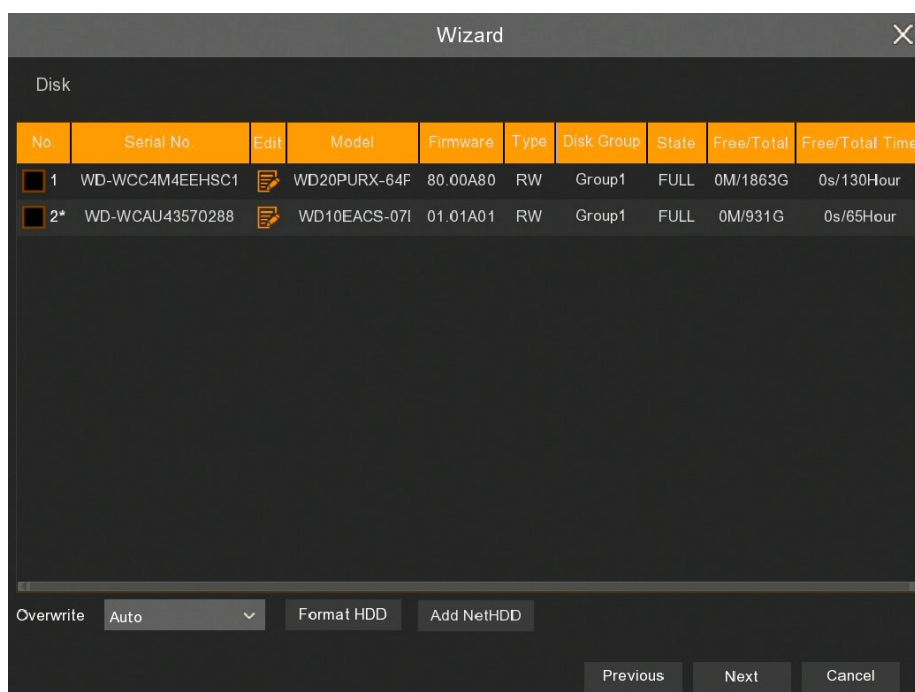 Wizard
Disk
No. Serial No. Edit Model Firmware Type Disk Group State Free/Total Free/Total Time
1 WD-WCC4M4EEHSC1 WD20PURX-64F 80.00A80 RW Group1 FULL 0M/1863G 0s/130Hour
2* WD-WCAU43570288 WD10EACS-07I 01.01A01 RW Group1 FULL 0M/931G 0s/65Hour
Overwrite Auto Format HDD Add NetHDD
Previous Next Cancel